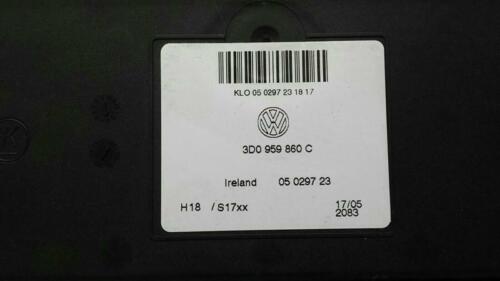 KLO 05 0297 23 18 17
3D0 959 860 C
Ireland 05 0297 23
H18 / S17xx 17/05
2083